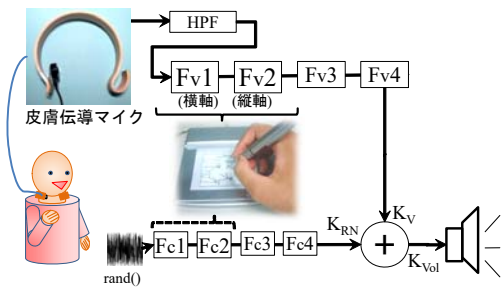 HPF
Fv1
Fv2
Fv3
Fv4
(横軸)
(縦軸)
皮膚伝導マイク
KRN
KV
Fc1
Fc2
Fc3
Fc4
+
KVol
rand()